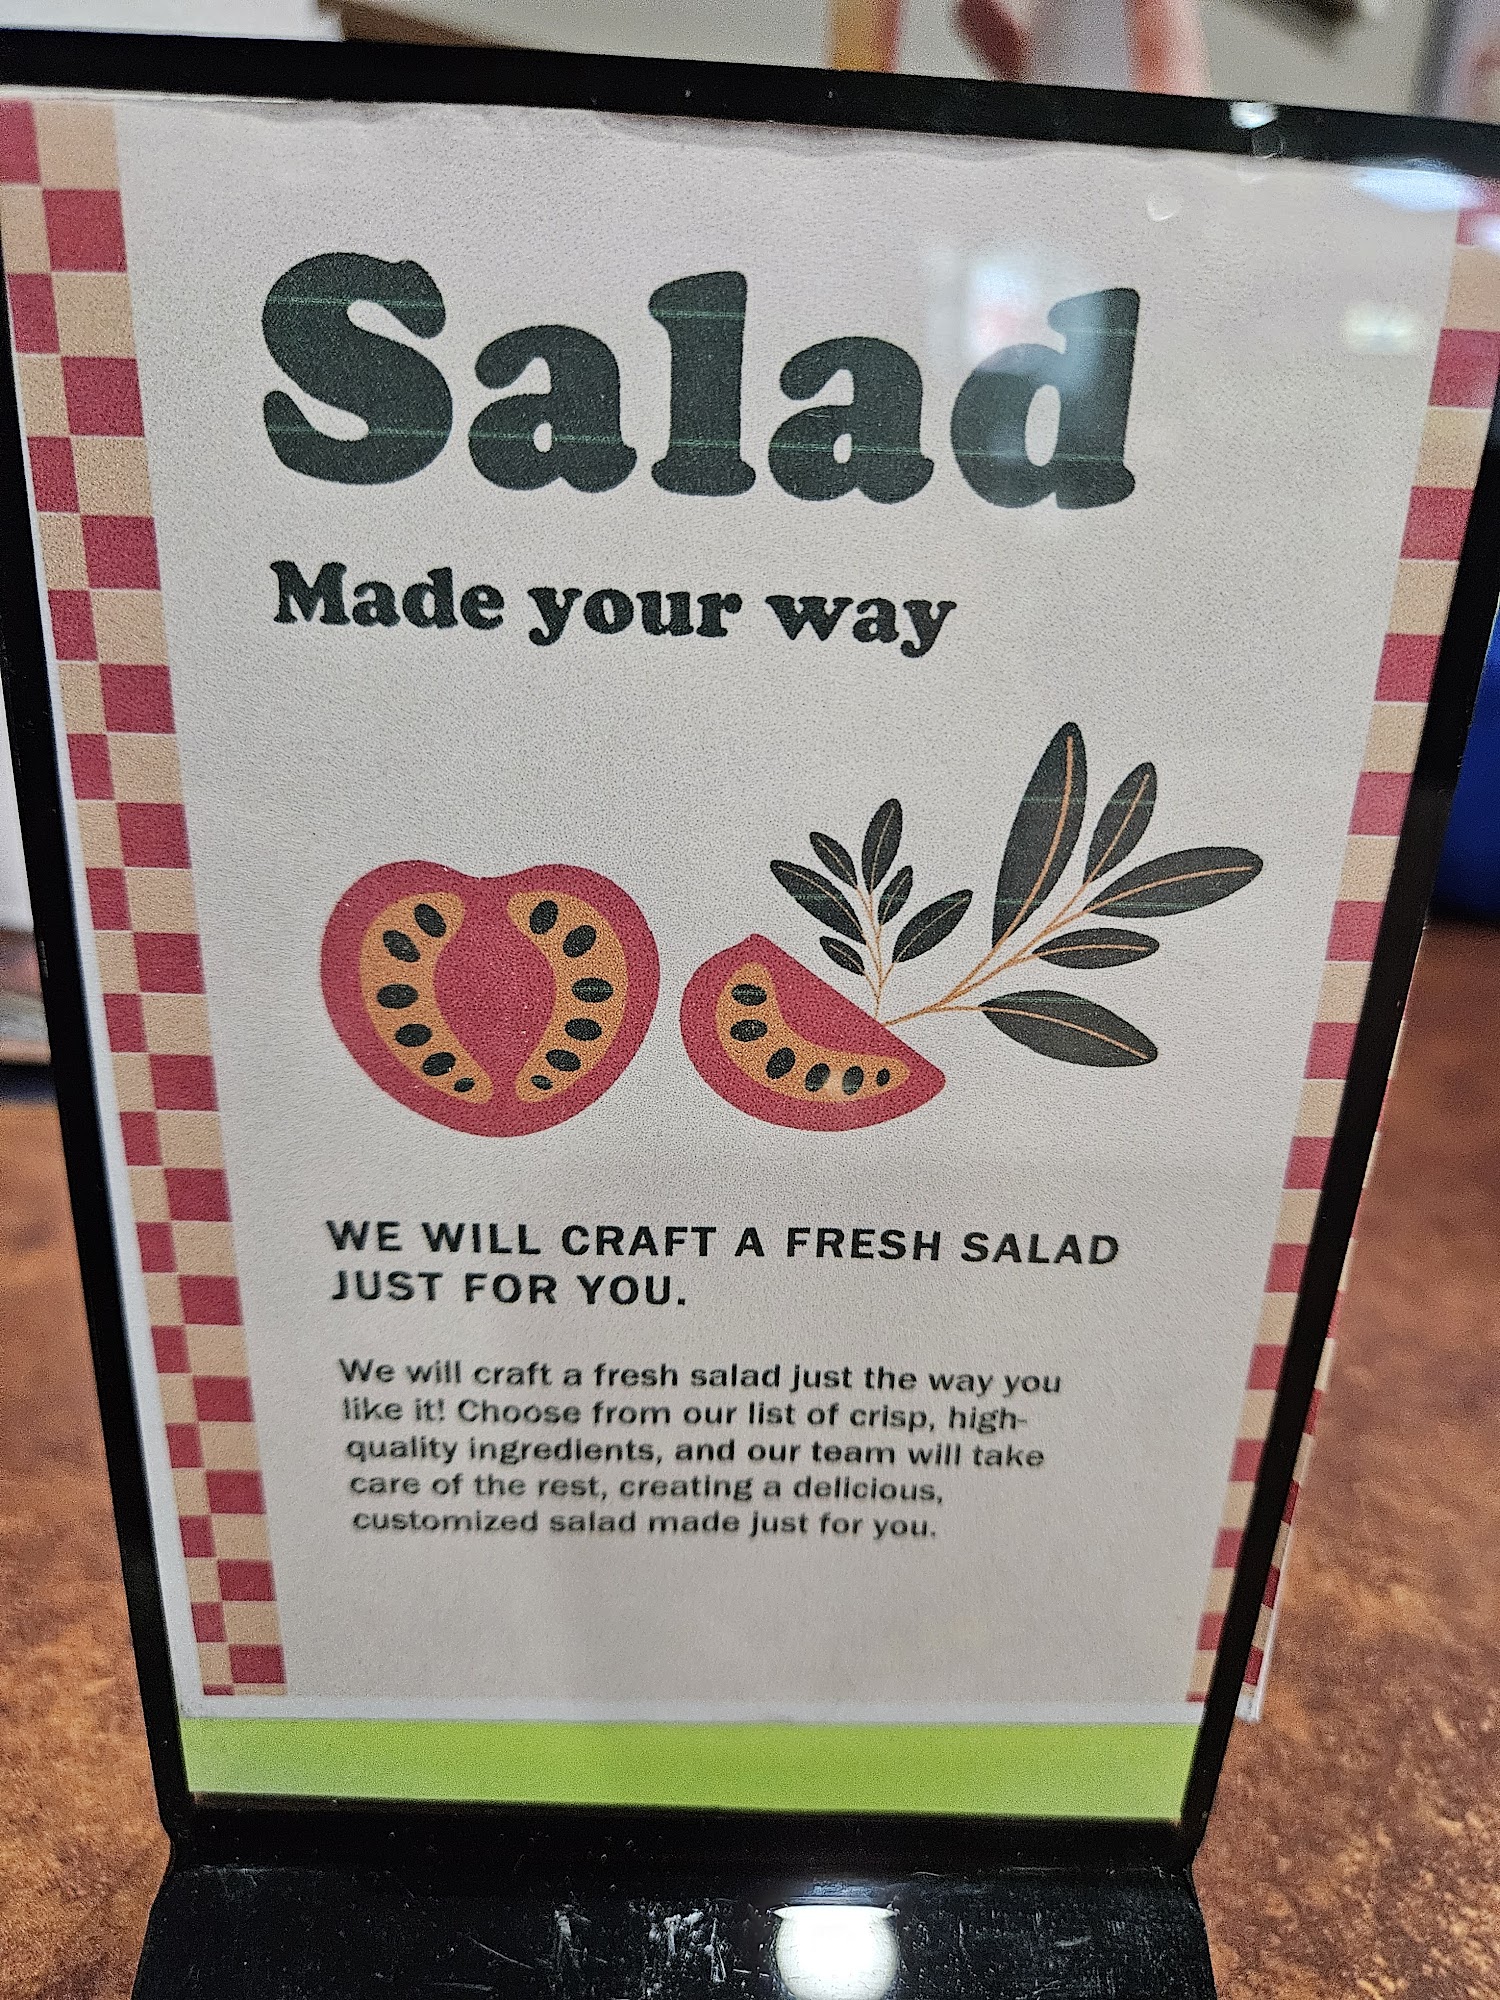 Salad
Made your way
WE WILL CRAFT A FRESH SALAD
JUST FOR YOU.
We will craft a fresh salad just the way you
like it! Choose from our list of crisp, high-
quality ingredients, and our team will take
care of the rest, creating a delicious,
customized salad made just for you.